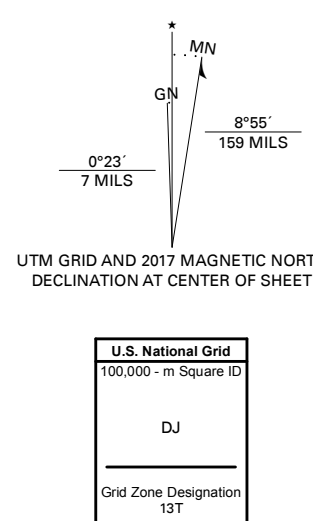 ★
MN
GN
8°55´
159 MILS
0°23´
7 MILS
UTM GRID AND 2017 MAGNETIC NORT
DECLINATION AT CENTER OF SHEET
U.S. National Grid
100,000 - m Square ID
DJ
Grid Zone Designation
13T